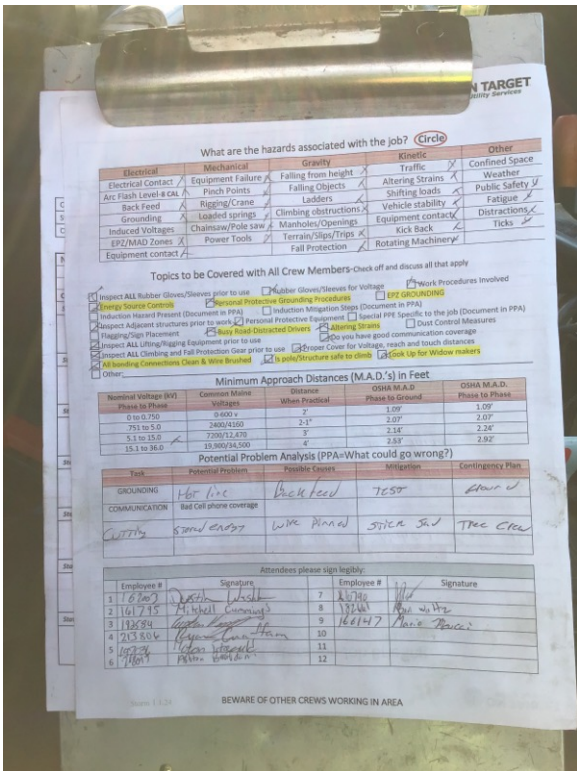 N TARGET
Utility Services
What are the hazards associated with the job? Circle
Electrical Mechanical Gravity Kinetic Other
Electrical Contact Equipment Failure Falling from height Traffic Confined Space
Arc Flash Level-8 CAL Pinch Points Falling Objects Altering Strains Weather
Back Feed Rigging/Crane Ladders Shifting loads Public Safety
Grounding Loaded springs Climbing obstructions Vehicle stability Fatigue
Induced Voltages Chainsaw/Pole saw Manholes/Openings Equipment contact Distractions
EPZ/MAD Zones Power Tools Terrain/Slips/Trips Kick Back Ticks
Equipment contact Fall Protection Rotating Machinery
Topics to be Covered with All Crew Members-Check off and discuss all that apply
Inspect ALL Rubber Gloves/Sleeves prior to use Rubber Gloves/Sleeves for Voltage Work Procedures Involved
Energy Source Controls Personal Protective Grounding Procedures EPZ GROUNDING
Induction Hazard Present (Document in PPA) Induction Mitigation Steps (Document in PPA)
Inspect Adjacent structures prior to work Personal Protective Equipment Special PPE Specific to the job (Document in PPA)
Flagging/Sign Placement Busy Road-Distracted Drivers Altering Strains Dust Control Measures
Inspect ALL Lifting/Rigging Equipment prior to use Do you have good communication coverage
Inspect ALL Climbing and Fall Protection Gear prior to use Proper Cover for Voltage, reach and touch distances
All bonding Connections Clean & Wire Brushed Is pole/Structure safe to climb Look Up for Widow makers
Other:
Minimum Approach Distances (M.A.D.'s) in Feet
Nominal Voltage (kV) Common Maine Distance OSHA M.A.D OSHA M.A.D.
Phase to Phase Voltages When Practical Phase to Ground Phase to Phase
0 to 0.750 0-600 v 2' 1.09' 1.09'
.751 to 5.0 2400/4160 2-1" 2.07' 2.07'
5.1 to 15.0 7200/12,470 3' 2.14' 2.24'
15.1 to 36.0 19,900/34,500 4' 2.53' 2.92'
Potential Problem Analysis (PPA=What could go wrong?)
Task Potential Problem Possible Causes Mitigation Contingency Plan
GROUNDING Hot line Back feed TEST
COMMUNICATION Bad Cell phone coverage
Cutting Stored energy Wire Pinned Stick Saw Tree Crew
Attendees please sign legibly:
Employee # Signature Employee # Signature
1 Dustin 7
2 161795 Mitchell Cummings 8
3 9 166147 Mario
4 213806 Ryan 10
5 11
6 12
BEWARE OF OTHER CREWS WORKING IN AREA